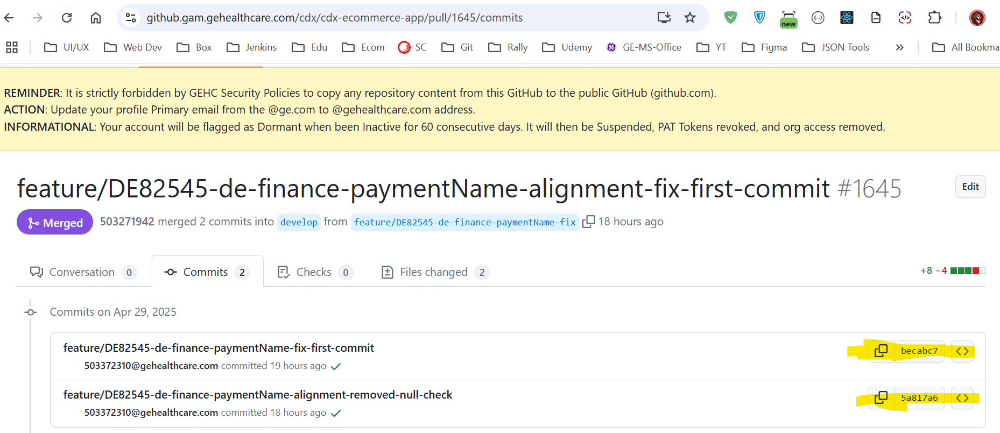 github.gam.gehealthcare.com/cdx/cdx-ecommerce-app/pull/1645/commits
new
UI/UX Web Dev Box Jenkins Edu Ecom SC Git Rally Udemy GE-MS-Office YT Figma JSON Tools » All Bookma
REMINDER: It is strictly forbidden by GEHC Security Policies to copy any repository content from this GitHub to the public GitHub (github.com).
ACTION: Update your profile Primary email from the @ge.com to @gehealthcare.com address.
INFORMATIONAL: Your account will be flagged as Dormant when been Inactive for 60 consecutive days. It will then be Suspended, PAT Tokens revoked, and org access removed.
feature/DE82545-de-finance-paymentName-alignment-fix-first-commit #1645 Edit
Merged 503271942 merged 2 commits into develop from feature/DE82545-de-finance-paymentName-fix 18 hours ago
Conversation 0 Commits 2 Checks 0 Files changed 2 +8 −4
Commits on Apr 29, 2025
feature/DE82545-de-finance-paymentName-fix-first-commit becabc7 <>
503372310@gehealthcare.com committed 19 hours ago
feature/DE82545-de-finance-paymentName-alignment-removed-null-check 5a817a6 <>
503372310@gehealthcare.com committed 18 hours ago